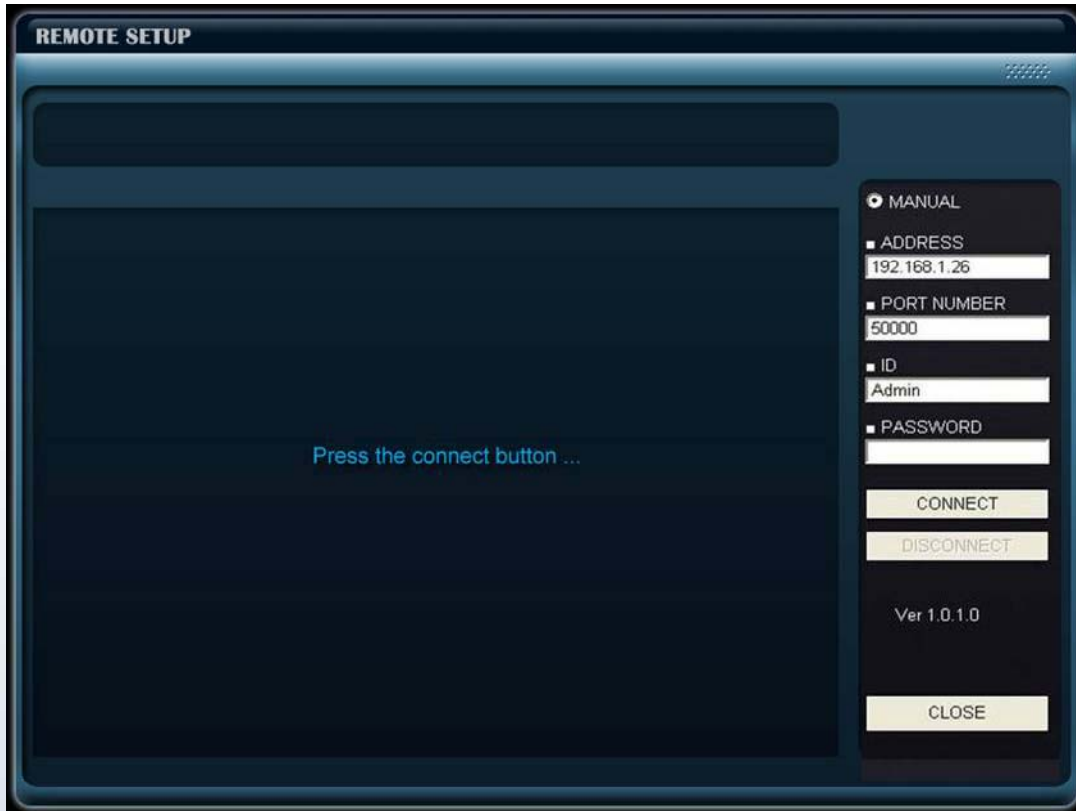 REMOTE SETUP
MANUAL
ADDRESS
192.168.1.26
PORT NUMBER
50000
ID
Admin
PASSWORD
Press the connect button ...
CONNECT
DISCONNECT
Ver 1.0.1.0
CLOSE